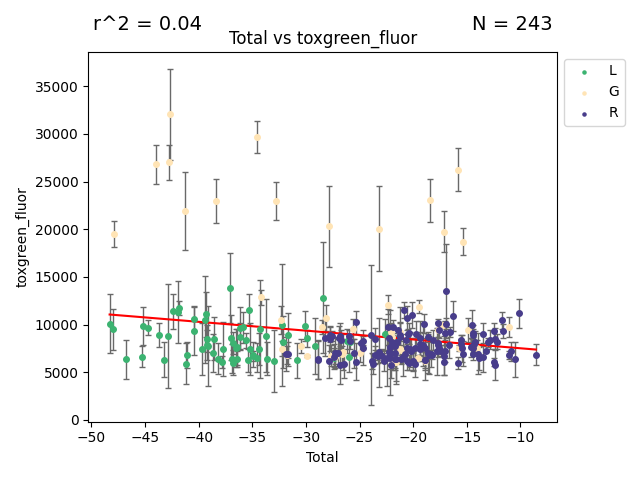 r^2 = 0.04
N = 243
Total vs toxgreen_fluor
L
G
R
35000
30000
25000
20000
15000
10000
5000
0
toxgreen_fluor
−50
−45
−40
−35
−30
−25
−20
−15
−10
Total